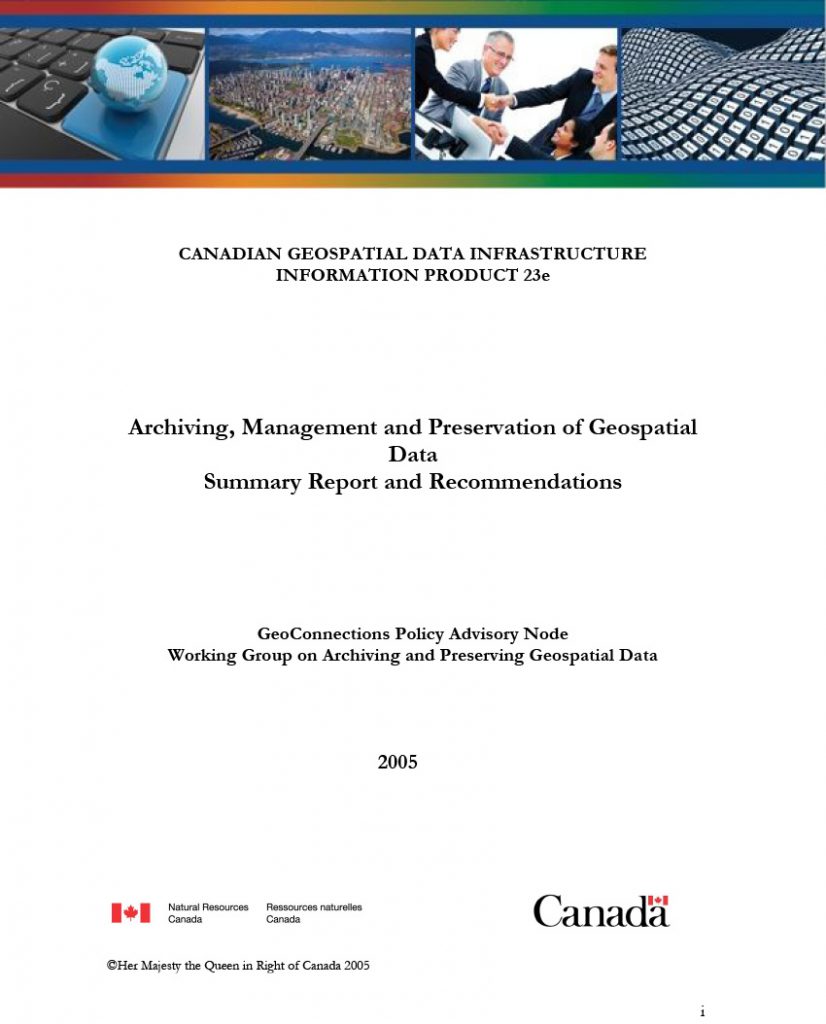 CANADIAN GEOSPATIAL DATA INFRASTRUCTURE
INFORMATION PRODUCT 23e
Archiving, Management and Preservation of Geospatial
Data
Summary Report and Recommendations
GeoConnections Policy Advisory Node
Working Group on Archiving and Preserving Geospatial Data
2005
Natural Resources
Canada
Ressources naturelles
Canada
Canada
©Her Majesty the Queen in Right of Canada 2005
i